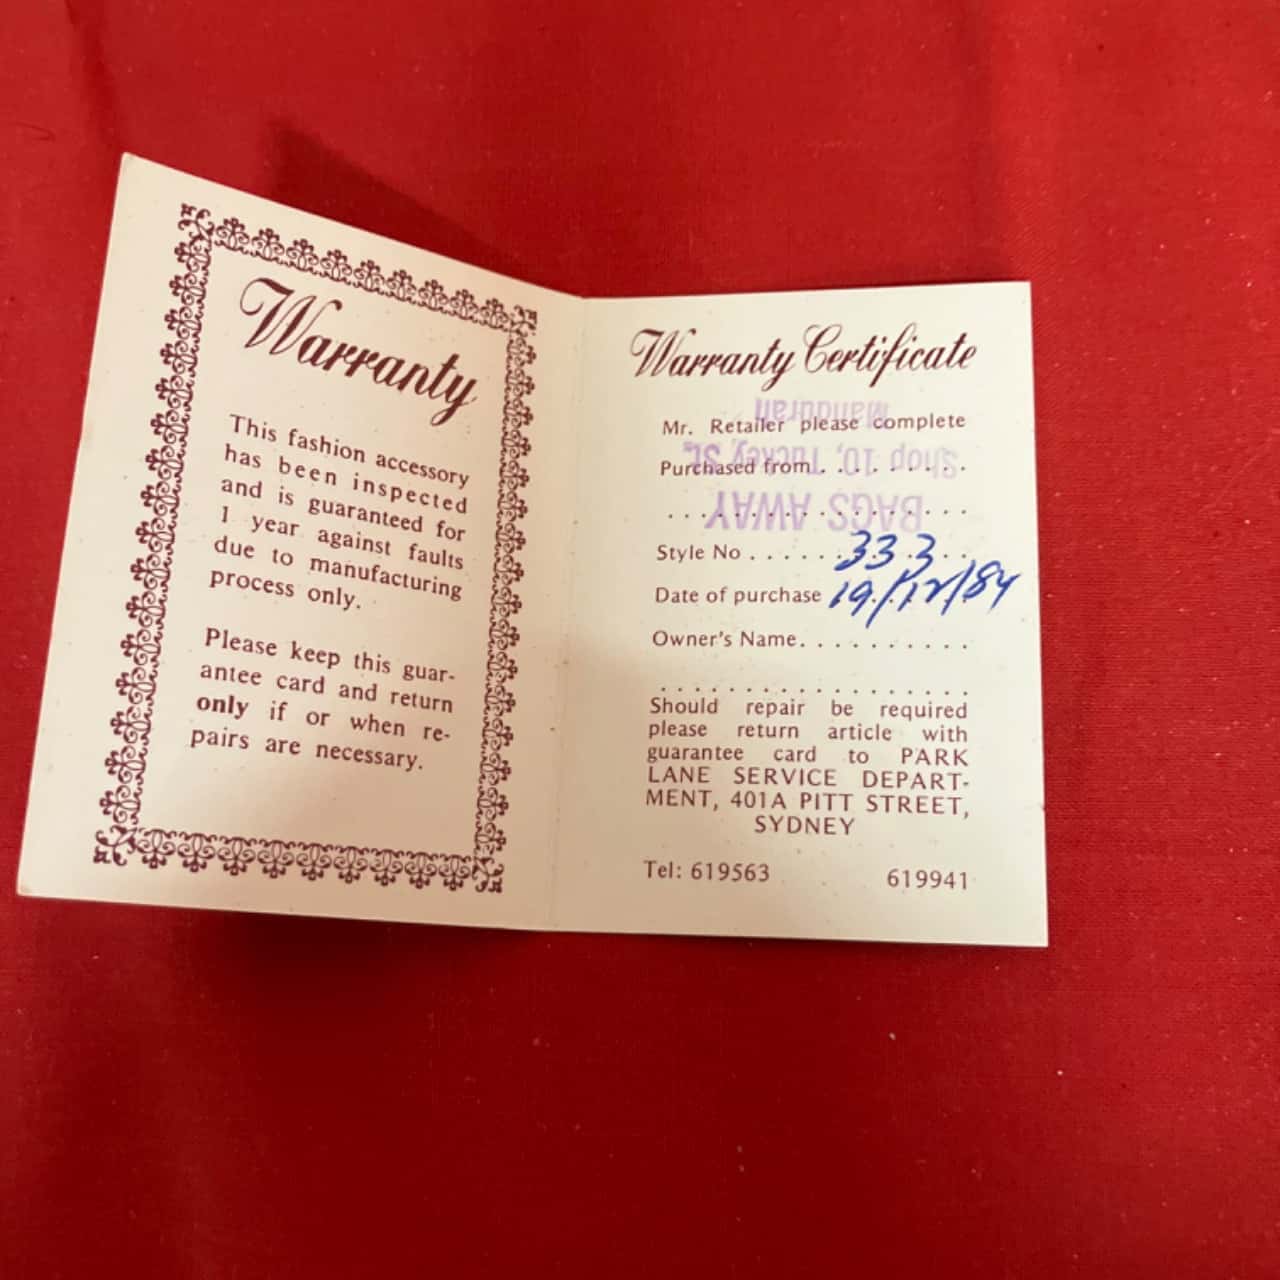 Warranty
This fashion accessory
has been inspected
and is guaranteed for
1 year against faults
due to manufacturing
process only.
Please keep this guar-
antee card and return
only if or when re-
pairs are necessary.
Warranty Certificate
Mr. Retailer please complete
Purchased from . . . . . . . . .
BAGS AWAY
Shop 10, Tuckey St.,
Mandurah
Style No . . . . . . 333 . .
Date of purchase 19/12/84
Owner's Name. . . . . . . . . . .
Should repair be required
please return article with
guarantee card to PARK
LANE SERVICE DEPART-
MENT, 401A PITT STREET,
SYDNEY
Tel: 619563 619941